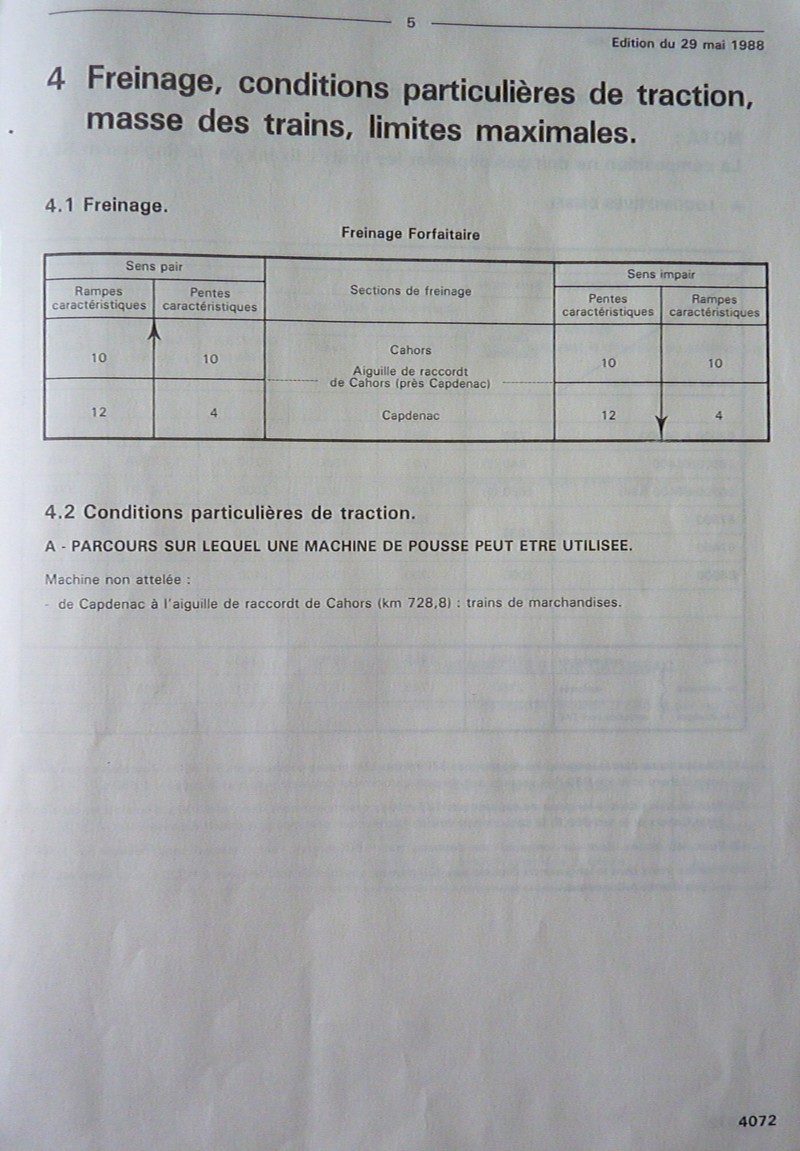 5
Edition du 29 mai 1988
4 Freinage, conditions particulières de traction,
masse des trains, limites maximales.
4.1 Freinage.
Freinage Forfaitaire
Sens pair
Sections de freinage
Sens impair
Rampes caractéristiques
Pentes caractéristiques
Pentes caractéristiques
Rampes caractéristiques
10
10
Cahors
10
10
Aiguille de raccordt
de Cahors (près Capdenac)
12
4
Capdenac
12
4
4.2 Conditions particulières de traction.
A - PARCOURS SUR LEQUEL UNE MACHINE DE POUSSE PEUT ETRE UTILISEE.
Machine non attelée :
- de Capdenac à l'aiguille de raccordt de Cahors (km 728,8) : trains de marchandises.
4072